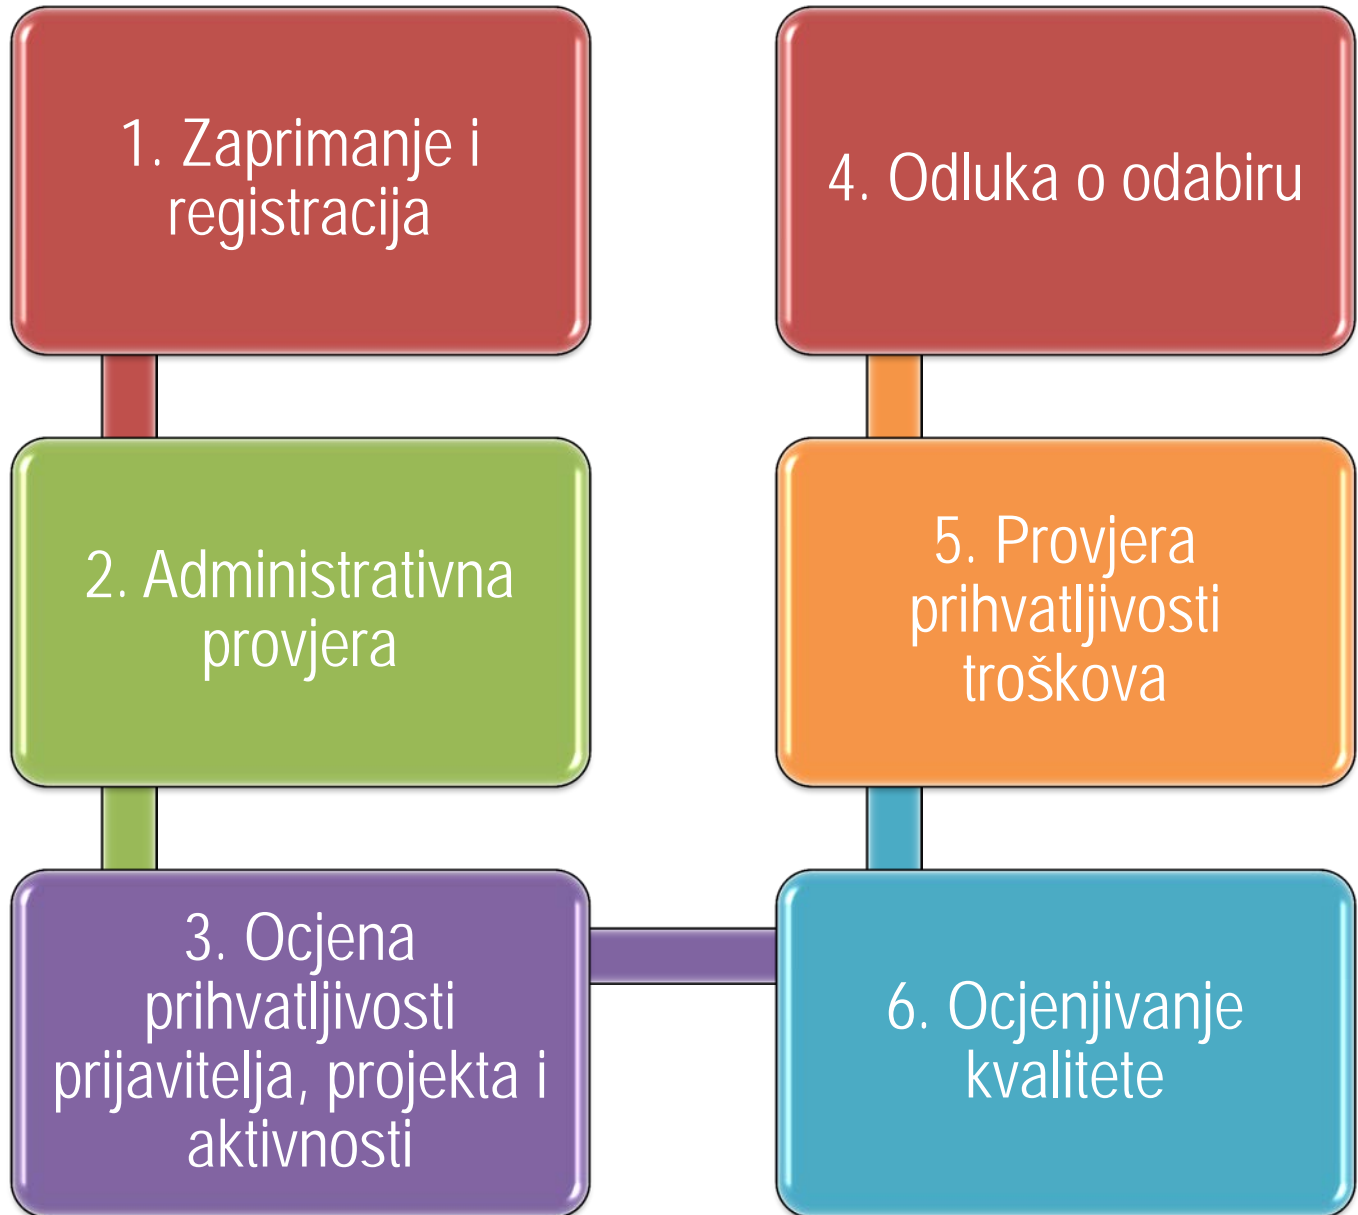 1. Zaprimanje i
registracija
2. Administrativna
provjera
3. Ocjena
prihvatljivosti
prijavitelja, projekta i
aktivnosti
4. Odluka o odabiru
5. Provjera
prihvatljivosti
troškova
6. Ocjenjivanje
kvalitete